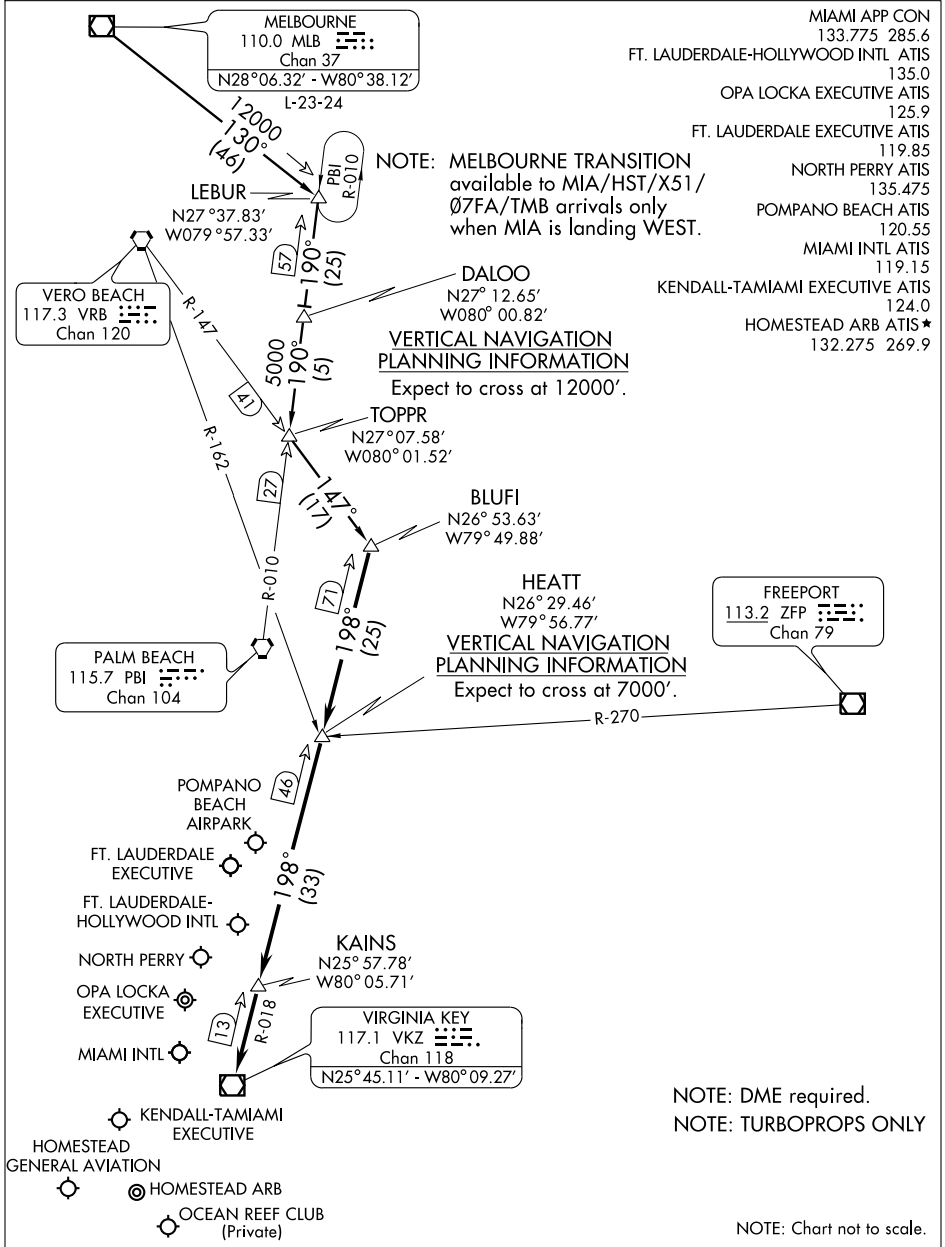 MELBOURNE
110.0 MLB
Chan 37
N28°06.32' - W80°38.12'
L-23-24
MIAMI APP CON
133.775 285.6
FT. LAUDERDALE-HOLLYWOOD INTL ATIS
135.0
OPA LOCKA EXECUTIVE ATIS
125.9
FT. LAUDERDALE EXECUTIVE ATIS
119.85
NORTH PERRY ATIS
135.475
POMPANO BEACH ATIS
120.55
MIAMI INTL ATIS
119.15
KENDALL-TAMIAMI EXECUTIVE ATIS
124.0
HOMESTEAD ARB ATIS★
132.275 269.9
12000
130°
(46)
PBI
R-010
NOTE: MELBOURNE TRANSITION
available to MIA/HST/X51/
Ø7FA/TMB arrivals only
when MIA is landing WEST.
LEBUR
N27°37.83'
W079°57.33'
57
190°
(25)
VERO BEACH
117.3 VRB
Chan 120
R-147
41
R-162
DALOO
N27° 12.65'
W080° 00.82'
VERTICAL NAVIGATION
PLANNING INFORMATION
Expect to cross at 12000'.
5000
190°
(5)
TOPPR
N27°07.58'
W080°01.52'
27
R-010
147°
(17)
BLUFI
N26° 53.63'
W79° 49.88'
71
198°
(25)
HEATT
N26° 29.46'
W79° 56.77'
VERTICAL NAVIGATION
PLANNING INFORMATION
Expect to cross at 7000'.
FREEPORT
113.2 ZFP
Chan 79
R-270
PALM BEACH
115.7 PBI
Chan 104
46
198°
(33)
POMPANO
BEACH
AIRPARK
FT. LAUDERDALE
EXECUTIVE
FT. LAUDERDALE-
HOLLYWOOD INTL
NORTH PERRY
OPA LOCKA
EXECUTIVE
MIAMI INTL
KAINS
N25° 57.78'
W80° 05.71'
13
R-018
VIRGINIA KEY
117.1 VKZ
Chan 118
N25°45.11' - W80°09.27'
KENDALL-TAMIAMI
EXECUTIVE
HOMESTEAD
GENERAL AVIATION
HOMESTEAD ARB
OCEAN REEF CLUB
(Private)
NOTE: DME required.
NOTE: TURBOPROPS ONLY
NOTE: Chart not to scale.